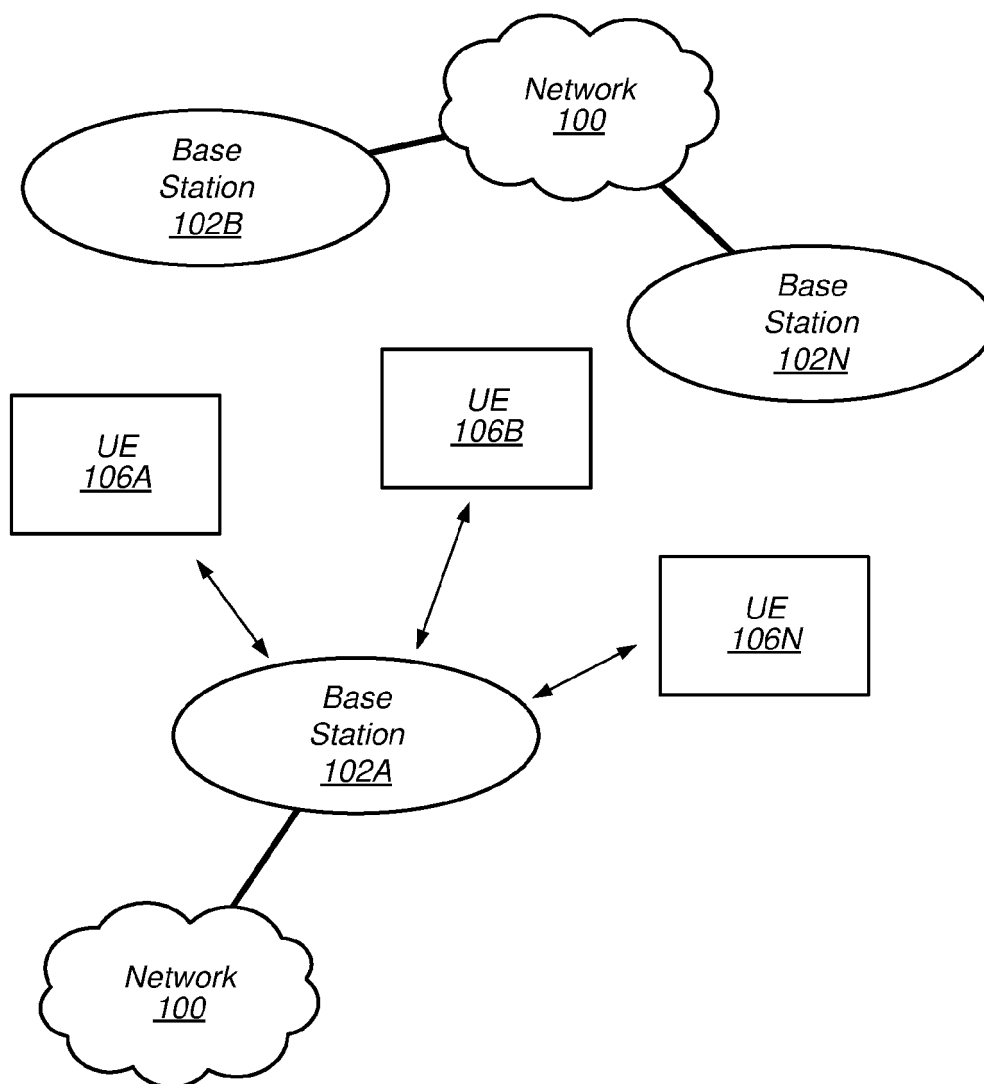 Network
100
Base
Station
102B
Base
Station
102N
UE
106B
UE
106A
UE
106N
Base
Station
102A
Network
100